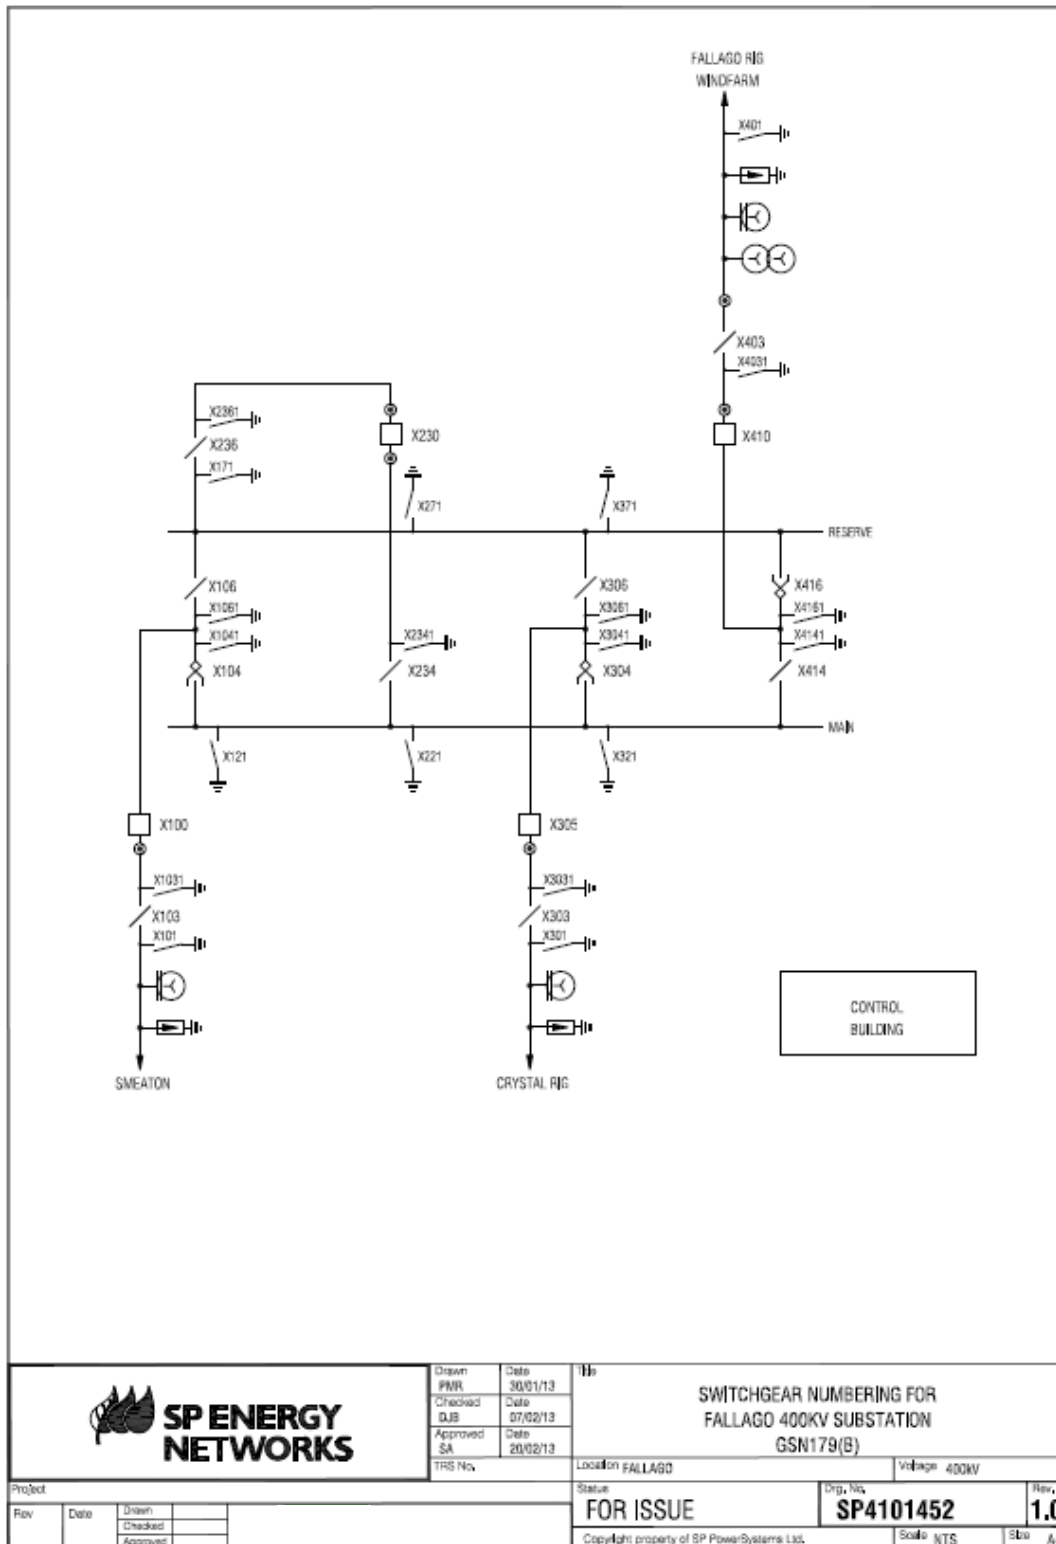 FALLAGO RIG
WINDFARM
X401
X403
X4031
X2361
X236
X171
X230
X410
X271
X371
RESERVE
X106
X1061
X1041
X104
X2341
X234
X306
X3061
X3041
X304
X416
X4161
X4141
X414
MAIN
X121
X221
X321
X100
X305
X1031
X103
X101
X3031
X303
X301
CONTROL
BUILDING
SMEATON
CRYSTAL RIG
SP ENERGY
NETWORKS
Drawn
PMR
Date
30/01/13
Checked
DJB
Date
07/02/13
Approved
SA
Date
20/02/13
TRS No.
Title
SWITCHGEAR NUMBERING FOR
FALLAGO 400KV SUBSTATION
GSN179(B)
Location FALLAGO
Voltage 400kV
Project
Status
FOR ISSUE
Drg. No.
SP4101452
Rev.
1.0
Rev
Date
Drawn
Checked
Approved
Copyright property of SP PowerSystems Ltd.
Scale NTS
Size A